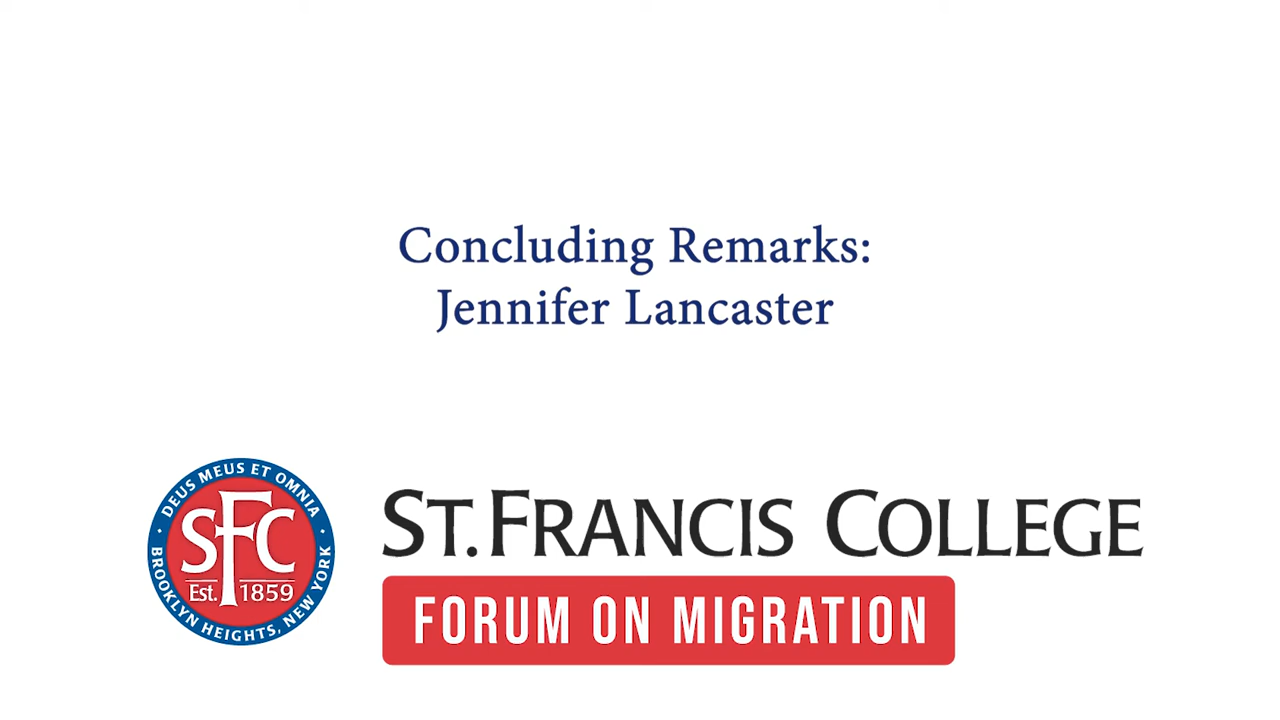 Concluding Remarks:
Jennifer Lancaster
DEUS MEUS ET OMNIA
SFC
Est. 1859
BROOKLYN HEIGHTS, NEW YORK
ST. FRANCIS COLLEGE
FORUM ON MIGRATION